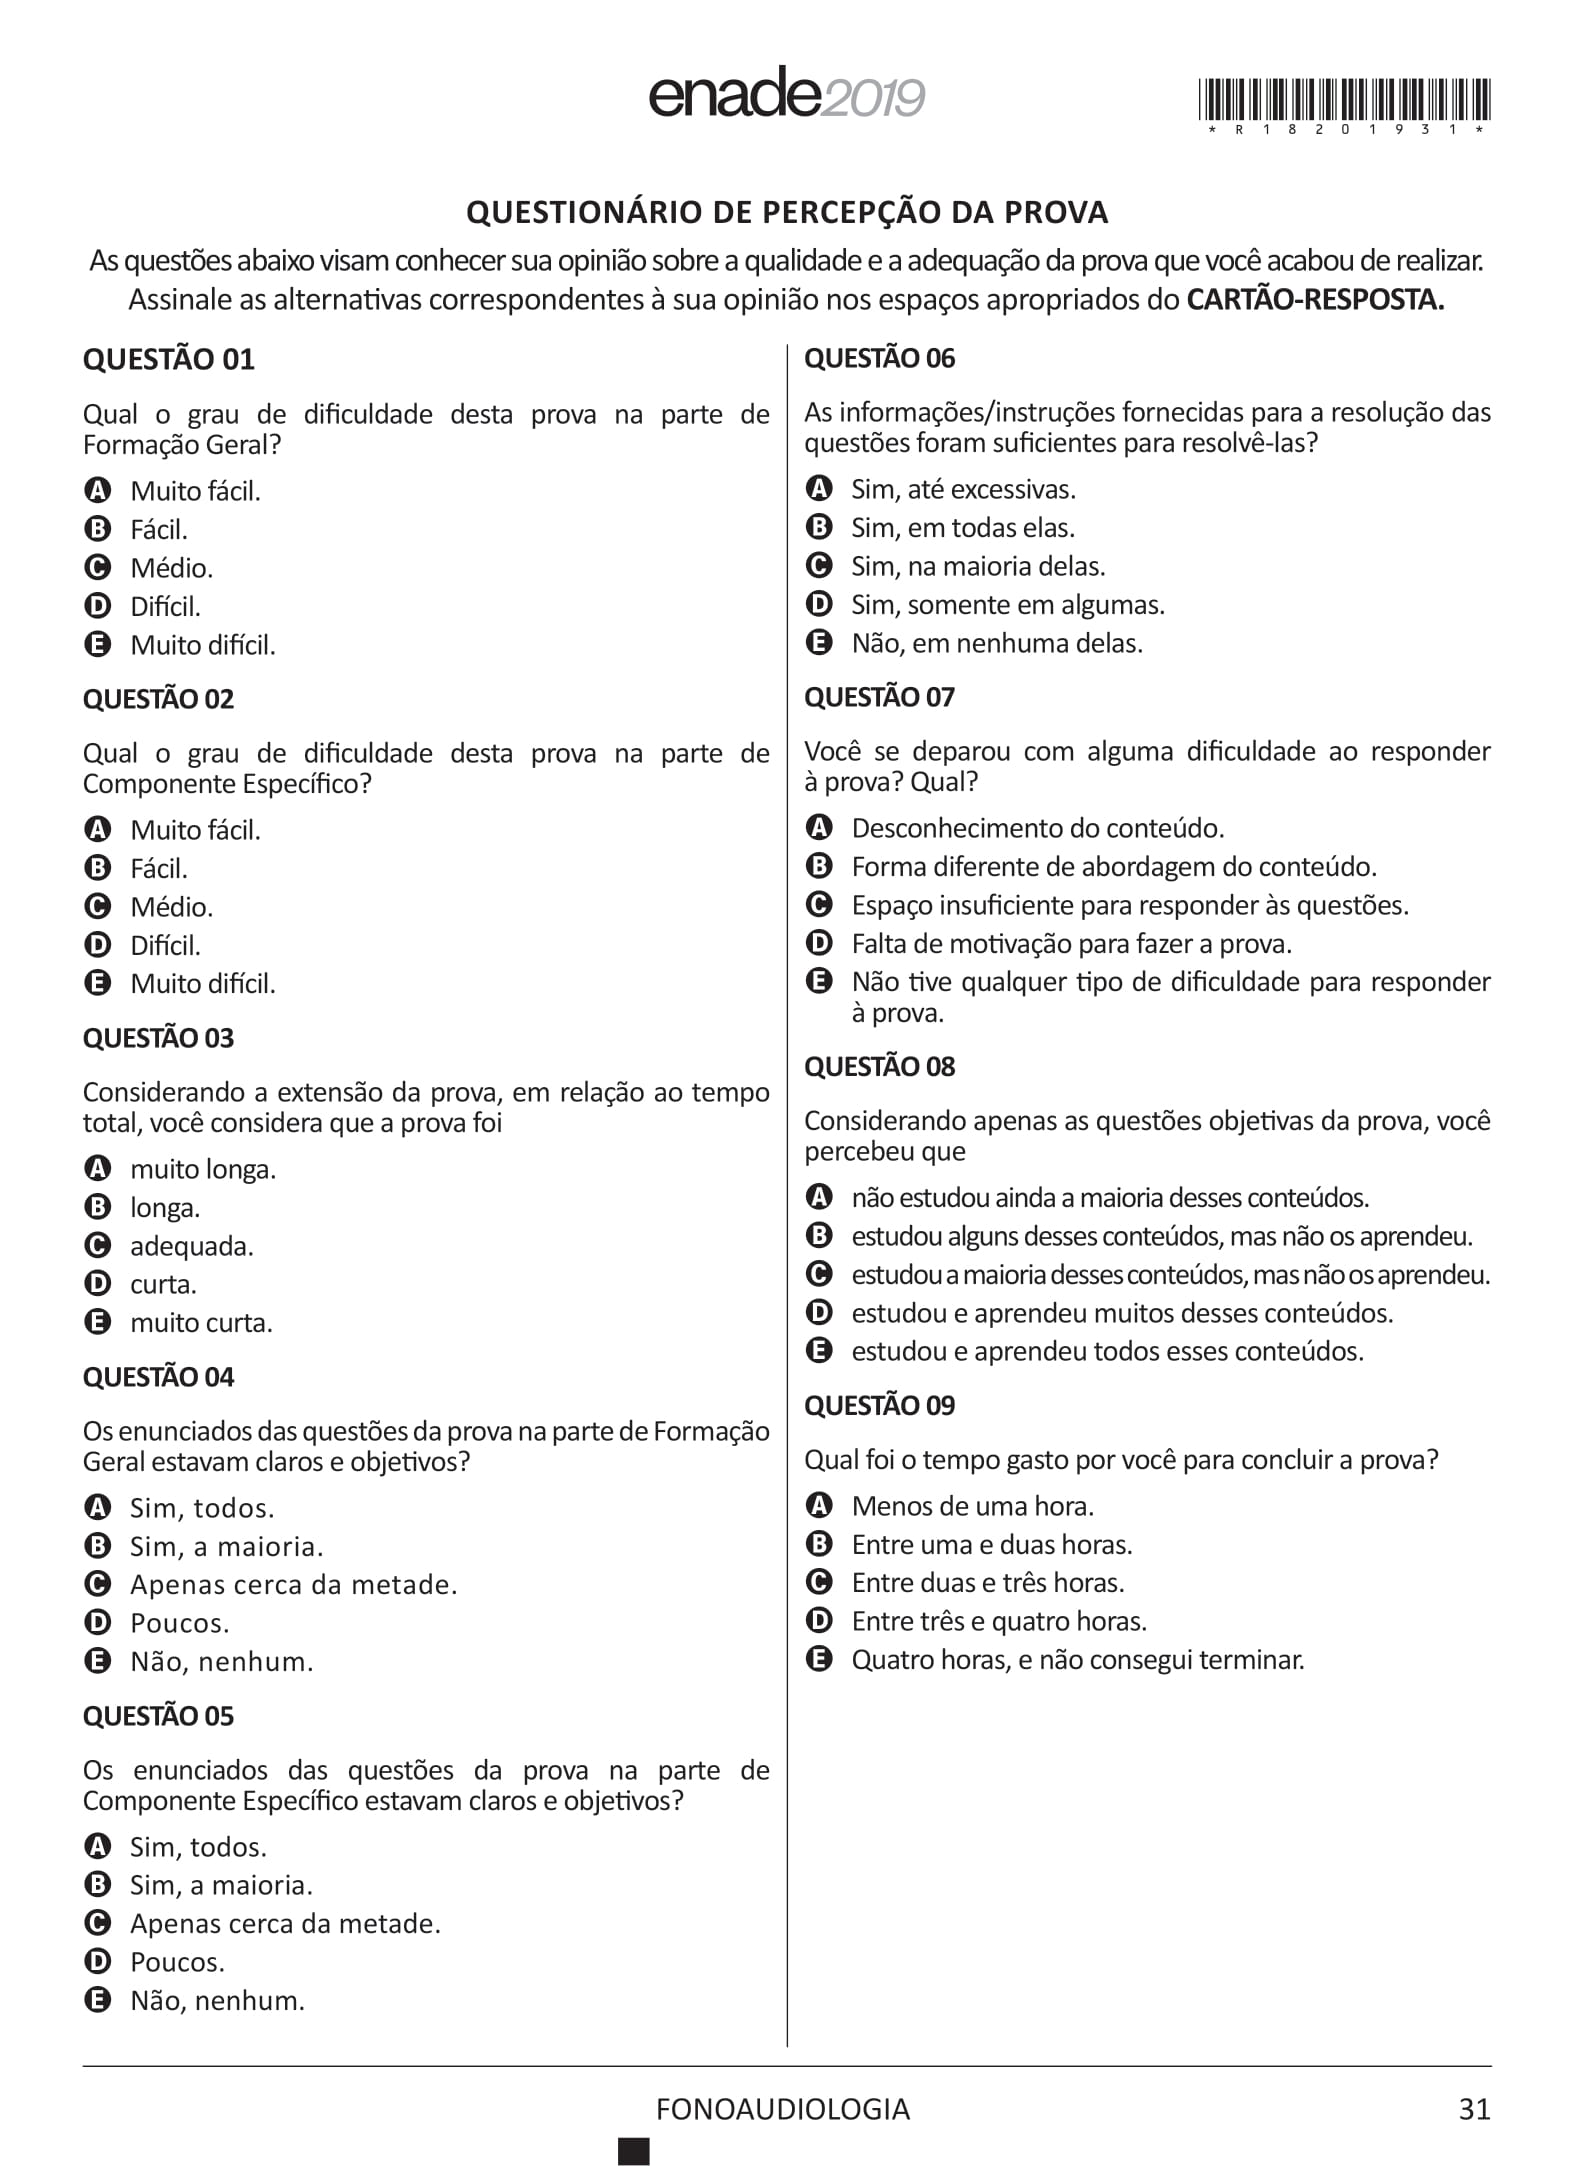 enade2019
*R18201931*
QUESTIONÁRIO DE PERCEPÇÃO DA PROVA
As questões abaixo visam conhecer sua opinião sobre a qualidade e a adequação da prova que você acabou de realizar.
Assinale as alternativas correspondentes à sua opinião nos espaços apropriados do CARTÃO-RESPOSTA.
QUESTÃO 01
Qual o grau de dificuldade desta prova na parte de
Formação Geral?
A Muito fácil.
B Fácil.
C Médio.
D Difícil.
E Muito difícil.
QUESTÃO 02
Qual o grau de dificuldade desta prova na parte de
Componente Específico?
A Muito fácil.
B Fácil.
C Médio.
D Difícil.
E Muito difícil.
QUESTÃO 03
Considerando a extensão da prova, em relação ao tempo
total, você considera que a prova foi
A muito longa.
B longa.
C adequada.
D curta.
E muito curta.
QUESTÃO 04
Os enunciados das questões da prova na parte de Formação
Geral estavam claros e objetivos?
A Sim, todos.
B Sim, a maioria.
C Apenas cerca da metade.
D Poucos.
E Não, nenhum.
QUESTÃO 05
Os enunciados das questões da prova na parte de
Componente Específico estavam claros e objetivos?
A Sim, todos.
B Sim, a maioria.
C Apenas cerca da metade.
D Poucos.
E Não, nenhum.
QUESTÃO 06
As informações/instruções fornecidas para a resolução das
questões foram suficientes para resolvê-las?
A Sim, até excessivas.
B Sim, em todas elas.
C Sim, na maioria delas.
D Sim, somente em algumas.
E Não, em nenhuma delas.
QUESTÃO 07
Você se deparou com alguma dificuldade ao responder
à prova? Qual?
A Desconhecimento do conteúdo.
B Forma diferente de abordagem do conteúdo.
C Espaço insuficiente para responder às questões.
D Falta de motivação para fazer a prova.
E Não tive qualquer tipo de dificuldade para responder
à prova.
QUESTÃO 08
Considerando apenas as questões objetivas da prova, você
percebeu que
A não estudou ainda a maioria desses conteúdos.
B estudou alguns desses conteúdos, mas não os aprendeu.
C estudou a maioria desses conteúdos, mas não os aprendeu.
D estudou e aprendeu muitos desses conteúdos.
E estudou e aprendeu todos esses conteúdos.
QUESTÃO 09
Qual foi o tempo gasto por você para concluir a prova?
A Menos de uma hora.
B Entre uma e duas horas.
C Entre duas e três horas.
D Entre três e quatro horas.
E Quatro horas, e não consegui terminar.
FONOAUDIOLOGIA
31